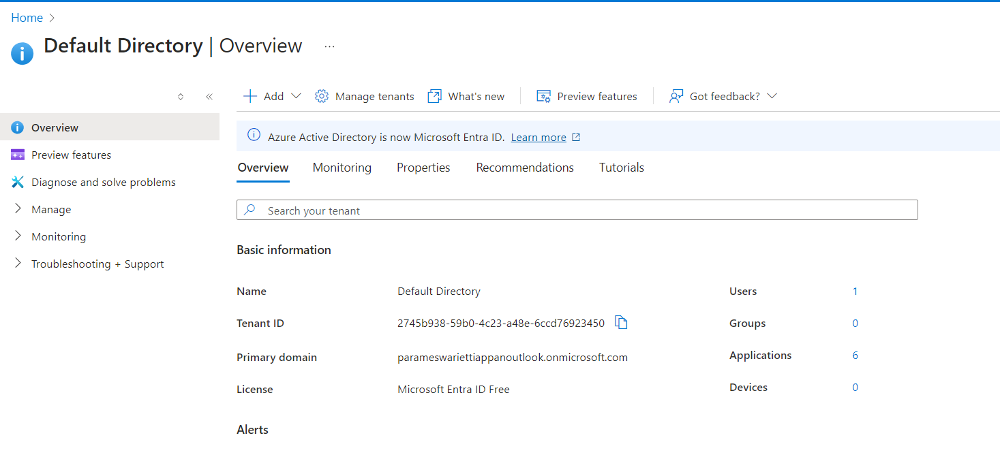 Home
Default Directory | Overview ...
Add
Manage tenants
What's new
Preview features
Got feedback?
Overview
Preview features
Diagnose and solve problems
Manage
Monitoring
Troubleshooting + Support
Azure Active Directory is now Microsoft Entra ID. Learn more
Overview
Monitoring
Properties
Recommendations
Tutorials
Search your tenant
Basic information
Name Default Directory
Tenant ID 2745b938-59b0-4c23-a48e-6ccd76923450
Primary domain parameswariettiappanoutlook.onmicrosoft.com
License Microsoft Entra ID Free
Users 1
Groups 0
Applications 6
Devices 0
Alerts